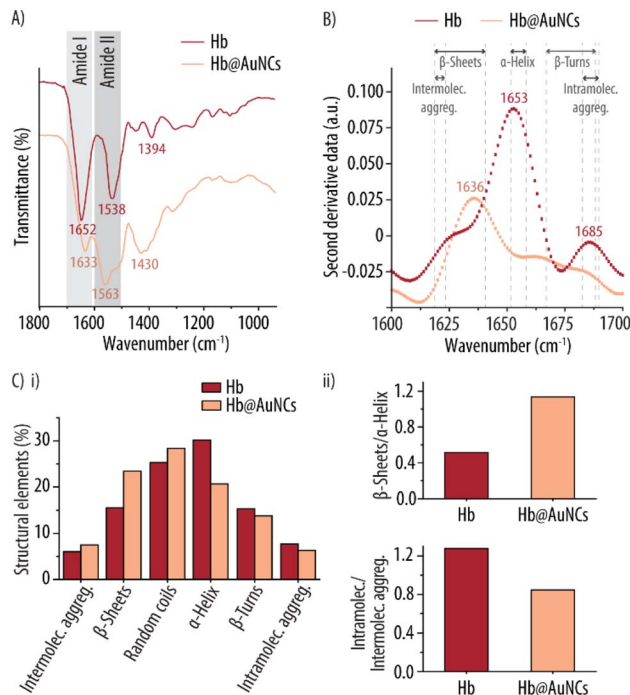 A)
Hb
Hb@AuNCs
Amide I
Amide II
Transmittance (%)
1394
1538
1652
1633
1430
1563
1800 1600 1400 1200 1000
Wavenumber (cm⁻¹)
B)
Hb Hb@AuNCs
β-Sheets α-Helix β-Turns
Intermolec. aggreg.
Intramolec. aggreg.
Second derivative data (a.u.)
0.100
0.075
0.050
0.025
0
-0.025
1653
1636
1685
1600 1625 1650 1675 1700
Wavenumber (cm⁻¹)
C) i)
Hb
Hb@AuNCs
Structural elements (%)
30
20
10
0
Intermolec. aggreg.
β-Sheets
Random coils
α-Helix
β-Turns
Intramolec. aggreg.
ii)
β-Sheets/α-Helix
1.2
0.8
0.4
0.0
Hb Hb@AuNCs
Intramolec./
Intermolec. aggreg.
1.2
0.8
0.4
0.0
Hb Hb@AuNCs